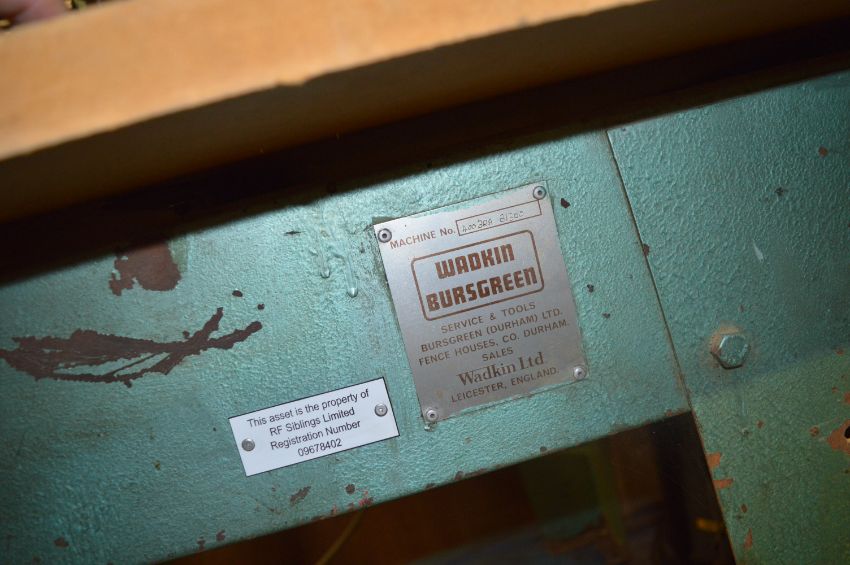 MACHINE No.
WADKIN
BURSGREEN
SERVICE & TOOLS
BURSGREEN (DURHAM) LTD.
FENCE HOUSES, CO. DURHAM.
SALES
Wadkin Ltd
LEICESTER, ENGLAND.
This asset is the property of
RF Siblings Limited
Registration Number
09678402